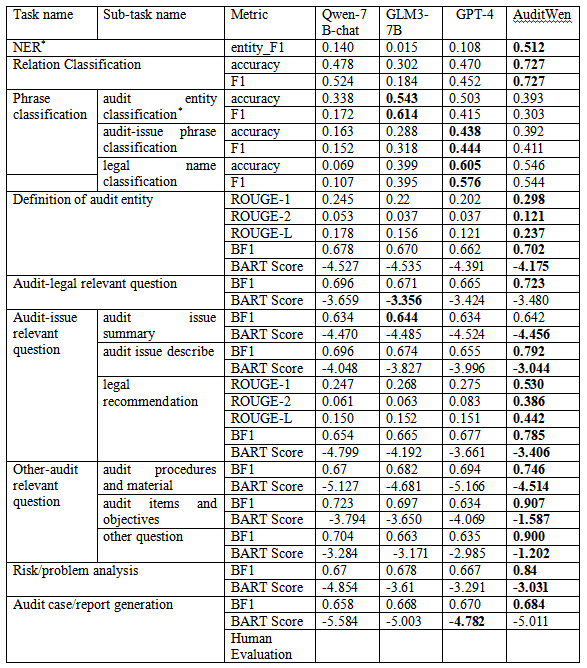 Task name Sub-task name Metric Qwen-7 GLM3- GPT-4 AuditWen
B-chat 7B
NER* entity_F1 0.140 0.015 0.108 0.512
Relation Classification accuracy 0.478 0.302 0.470 0.727
F1 0.524 0.184 0.452 0.727
Phrase audit entity accuracy 0.338 0.543 0.503 0.393
classification classification* F1 0.172 0.614 0.415 0.303
audit-issue phrase accuracy 0.163 0.288 0.438 0.392
classification F1 0.152 0.318 0.444 0.411
legal name accuracy 0.069 0.399 0.605 0.546
classification F1 0.107 0.395 0.576 0.544
Definition of audit entity ROUGE-1 0.245 0.22 0.202 0.298
ROUGE-2 0.053 0.037 0.037 0.121
ROUGE-L 0.178 0.156 0.121 0.237
BF1 0.678 0.670 0.662 0.702
BART Score -4.527 -4.535 -4.391 -4.175
Audit-legal relevant question BF1 0.696 0.671 0.665 0.723
BART Score -3.659 -3.356 -3.424 -3.480
Audit-issue audit issue BF1 0.634 0.644 0.634 0.642
relevant summary BART Score -4.470 -4.485 -4.524 -4.456
question audit issue describe BF1 0.696 0.674 0.655 0.792
BART Score -4.048 -3.827 -3.996 -3.044
legal ROUGE-1 0.247 0.268 0.275 0.530
recommendation ROUGE-2 0.061 0.063 0.083 0.386
ROUGE-L 0.150 0.152 0.151 0.442
BF1 0.654 0.665 0.677 0.785
BART Score -4.799 -4.192 -3.661 -3.406
Other-audit audit procedures BF1 0.67 0.682 0.694 0.746
relevant and material BART Score -5.127 -4.681 -5.166 -4.514
question audit items and BF1 0.723 0.697 0.634 0.907
objectives BART Score -3.794 -3.650 -4.069 -1.587
other question BF1 0.704 0.663 0.635 0.900
BART Score -3.284 -3.171 -2.985 -1.202
Risk/problem analysis BF1 0.67 0.678 0.667 0.84
BART Score -4.854 -3.61 -3.291 -3.031
Audit case/report generation BF1 0.658 0.668 0.670 0.684
BART Score -5.584 -5.003 -4.782 -5.011
Human
Evaluation